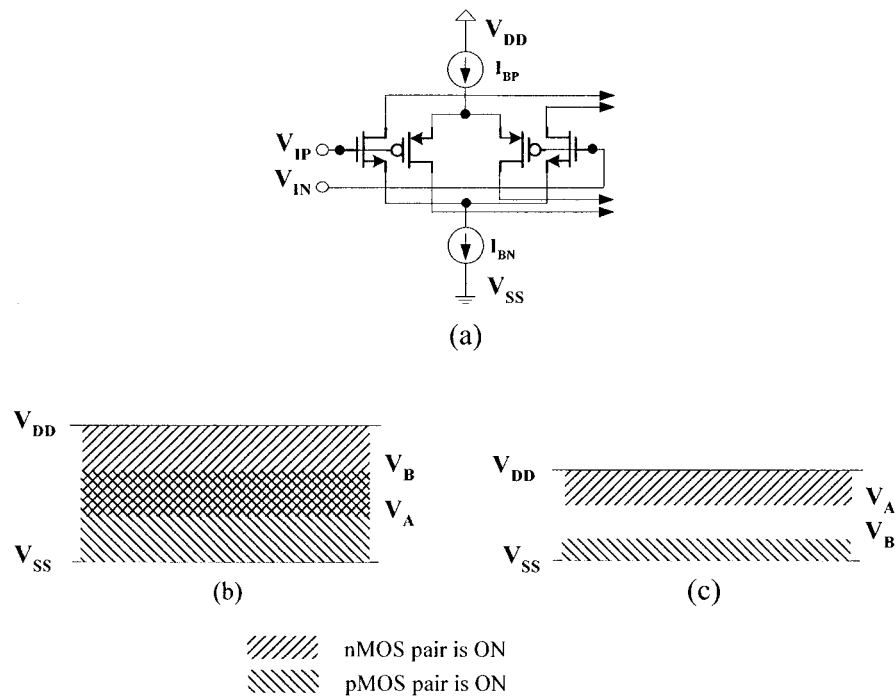 V_DD
I_BP
V_IP
V_IN
I_BN
V_SS
(a)
V_DD
V_B
V_A
V_SS
(b)
V_DD
V_A
V_B
V_SS
(c)
nMOS pair is ON
pMOS pair is ON